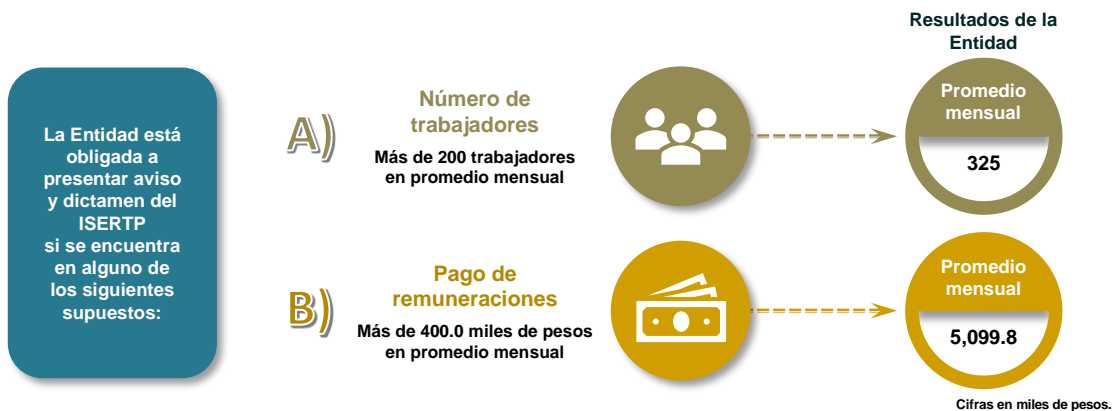 Resultados de la
Entidad
La Entidad está
obligada a
presentar aviso
y dictamen del
ISERTP
si se encuentra
en alguno de
los siguientes
supuestos:
A)
Número de
trabajadores
Más de 200 trabajadores
en promedio mensual
Promedio
mensual
325
B)
Pago de
remuneraciones
Más de 400.0 miles de pesos
en promedio mensual
Promedio
mensual
5,099.8
Cifras en miles de pesos.